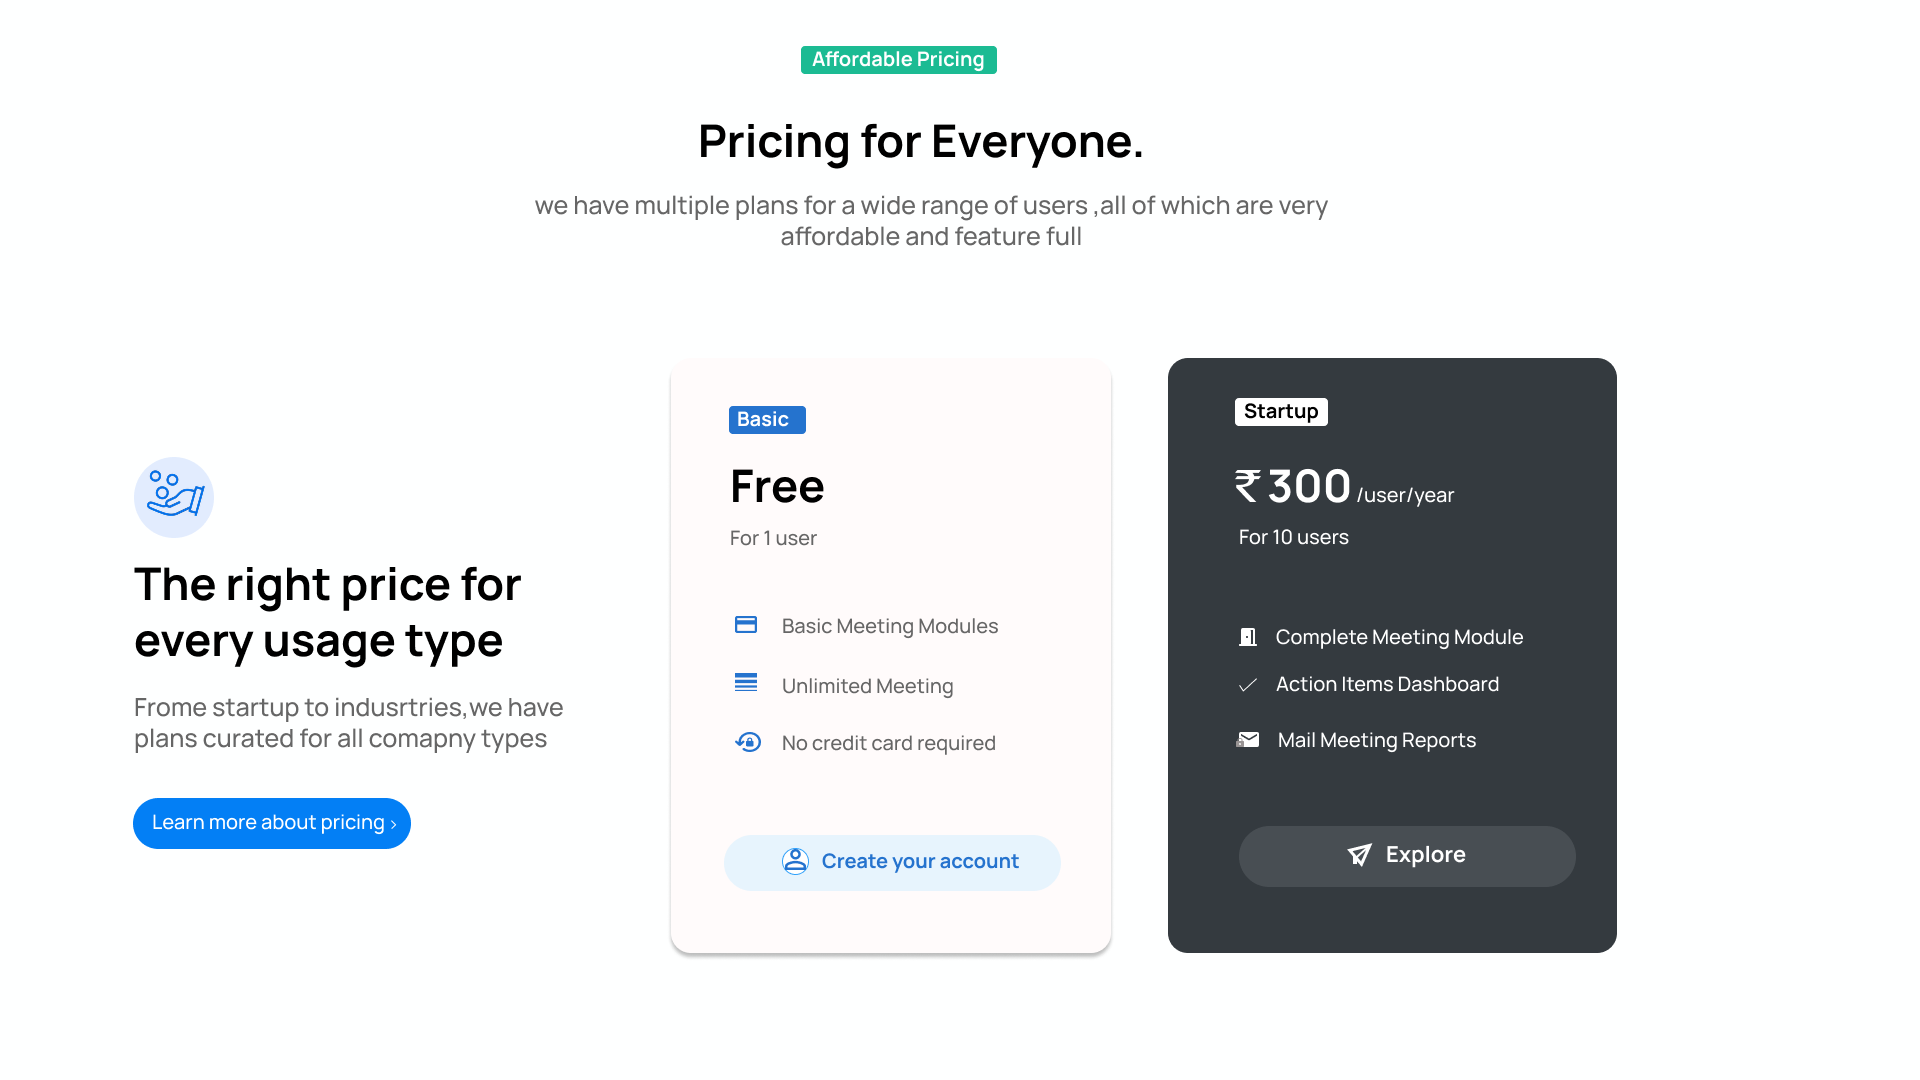 Affordable Pricing
Pricing for Everyone.
we have multiple plans for a wide range of users ,all of which are very
affordable and feature full
The right price for
every usage type
Frome startup to indusrtries,we have
plans curated for all comapny types
Learn more about pricing ›
Basic
Free
For 1 user
Basic Meeting Modules
Unlimited Meeting
No credit card required
Create your account
Startup
₹ 300 /user/year
For 10 users
Complete Meeting Module
Action Items Dashboard
Mail Meeting Reports
Explore